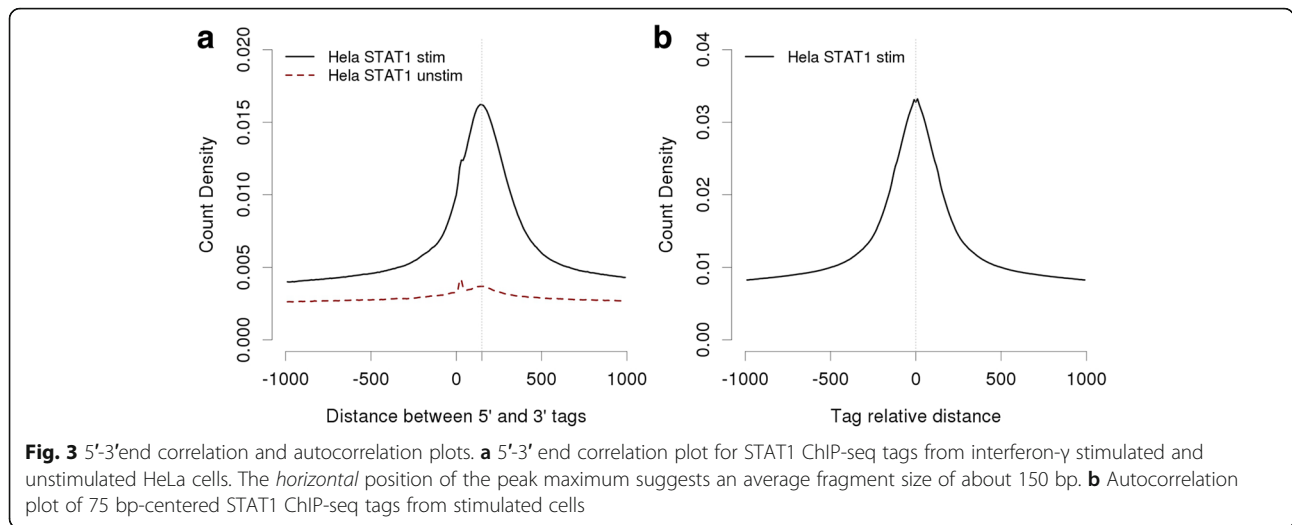 a
Hela STAT1 stim
Hela STAT1 unstim
Count Density
0.000 0.005 0.010 0.015 0.020
-1000 -500 0 500 1000
Distance between 5' and 3' tags
b
Hela STAT1 stim
Count Density
0.00 0.01 0.02 0.03 0.04
-1000 -500 0 500 1000
Tag relative distance
Fig. 3 5′-3′end correlation and autocorrelation plots. a 5′-3′ end correlation plot for STAT1 ChIP-seq tags from interferon-γ stimulated and
unstimulated HeLa cells. The horizontal position of the peak maximum suggests an average fragment size of about 150 bp. b Autocorrelation
plot of 75 bp-centered STAT1 ChIP-seq tags from stimulated cells